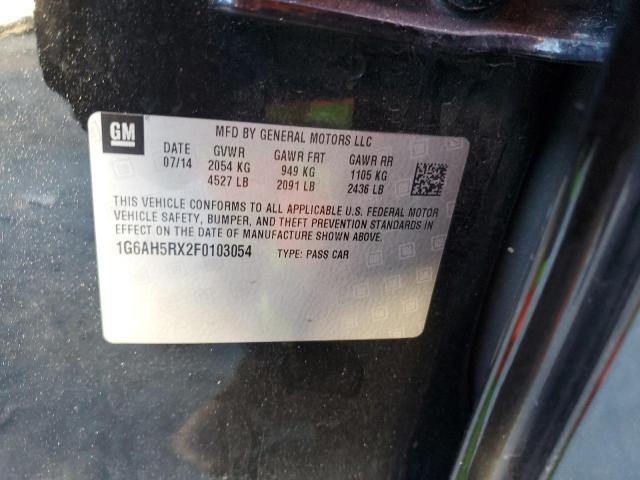 GM
MFD BY GENERAL MOTORS LLC
DATE GVWR GAWR FRT GAWR RR
07/14 2054 KG 949 KG 1105 KG
4527 LB 2091 LB 2436 LB
THIS VEHICLE CONFORMS TO ALL APPLICABLE U.S. FEDERAL MOTOR
VEHICLE SAFETY, BUMPER, AND THEFT PREVENTION STANDARDS IN
EFFECT ON THE DATE OF MANUFACTURE SHOWN ABOVE.
1G6AH5RX2F0103054 TYPE: PASS CAR